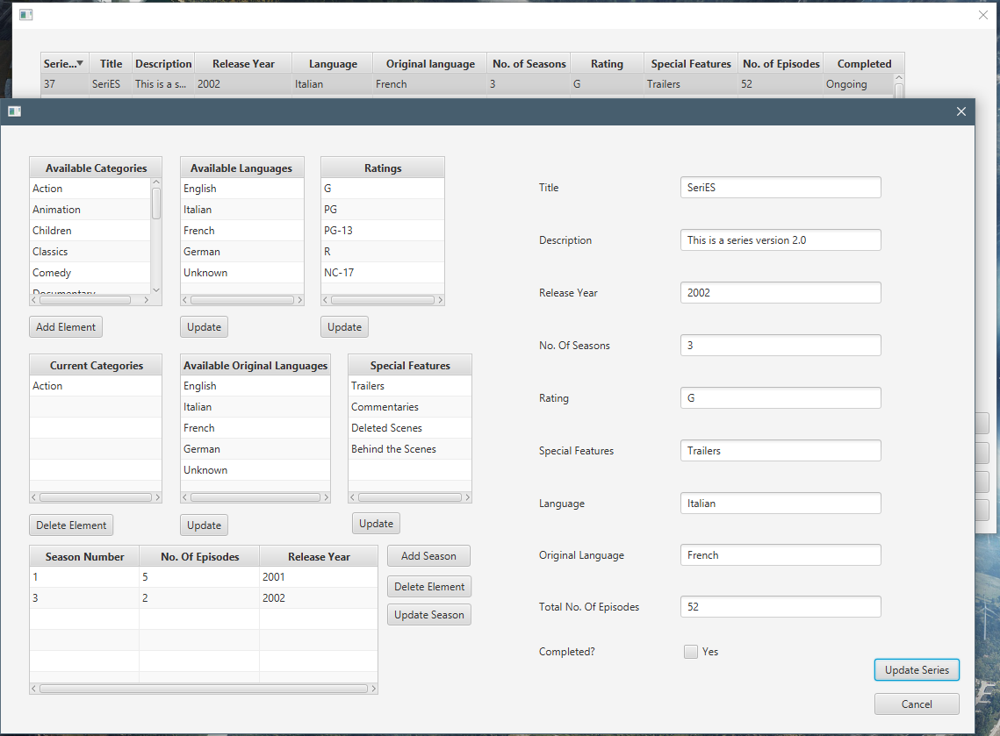 Serie... Title Description Release Year Language Original language No. of Seasons Rating Special Features No. of Episodes Completed
37 SeriES This is a s... 2002 Italian French 3 G Trailers 52 Ongoing
Available Categories
Action
Animation
Children
Classics
Comedy
Documentary
Add Element
Available Languages
English
Italian
French
German
Unknown
Update
Ratings
G
PG
PG-13
R
NC-17
Update
Current Categories
Action
Delete Element
Available Original Languages
English
Italian
French
German
Unknown
Update
Special Features
Trailers
Commentaries
Deleted Scenes
Behind the Scenes
Update
Season Number No. Of Episodes Release Year
1 5 2001
3 2 2002
Add Season
Delete Element
Update Season
Title SeriES
Description This is a series version 2.0
Release Year 2002
No. Of Seasons 3
Rating G
Special Features Trailers
Language Italian
Original Language French
Total No. Of Episodes 52
Completed? Yes
Update Series
Cancel